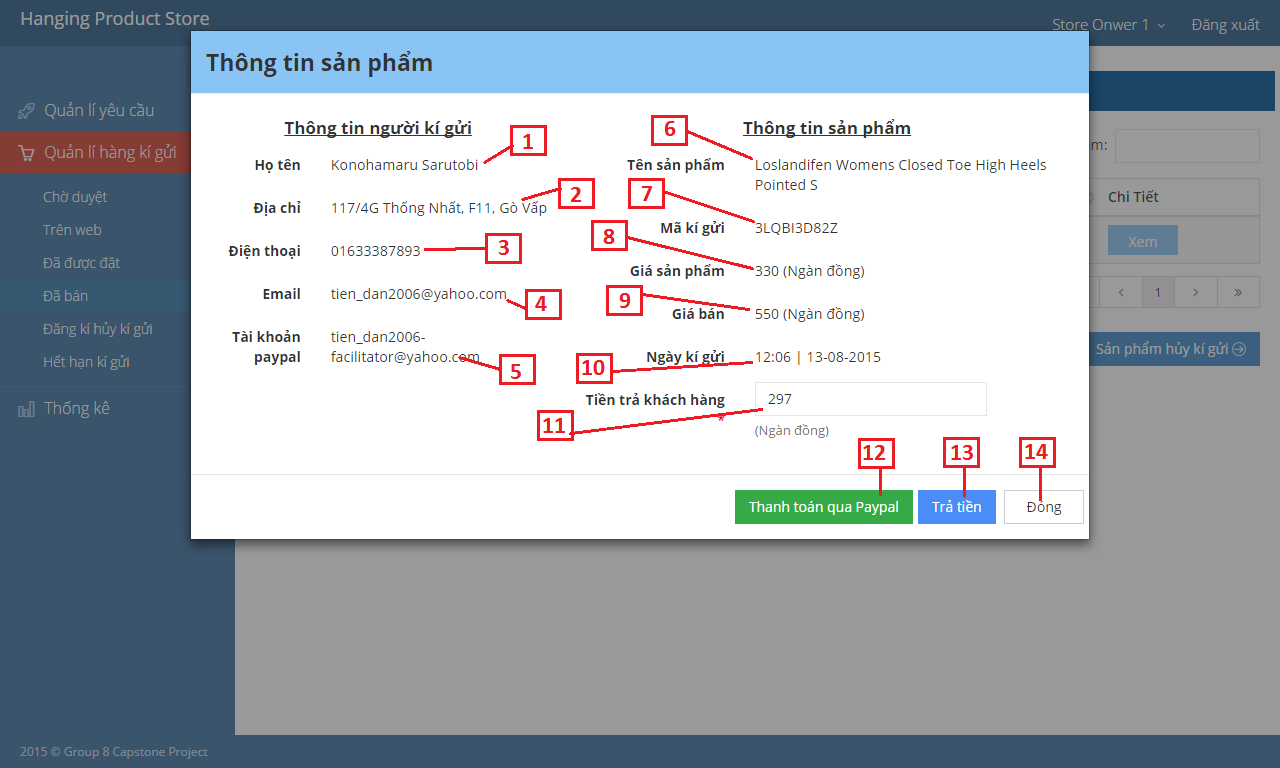 Hanging Product Store
Store Onwer 1
Đăng xuất
Thông tin sản phẩm
Quản lí yêu cầu
Quản lí hàng kí gửi
Chờ duyệt
Trên web
Đã được đặt
Đã bán
Đăng kí hủy kí gửi
Hết hạn kí gửi
Thống kê
Thông tin người kí gửi
1
Họ tên
Konohamaru Sarutobi
2
Địa chỉ
117/4G Thống Nhất, F11, Gò Vấp
3
Điện thoại
01633387893
4
Email
tien_dan2006@yahoo.com
Tài khoản
paypal
tien_dan2006-
facilitator@yahoo.com
5
6
Thông tin sản phẩm
Tên sản phẩm
Loslandifen Womens Closed Toe High Heels
Pointed S
7
Mã kí gửi
3LQBI3D82Z
8
Giá sản phẩm
330 (Ngàn đồng)
9
Giá bán
550 (Ngàn đồng)
10
Ngày kí gửi
12:06 | 13-08-2015
Tiền trả khách hàng
*
297
11
(Ngàn đồng)
12
13
14
Thanh toán qua Paypal
Trả tiền
Đóng
m:
Chi Tiết
Xem
‹
1
›
»
Sản phẩm hủy kí gửi
2015 © Group 8 Capstone Project